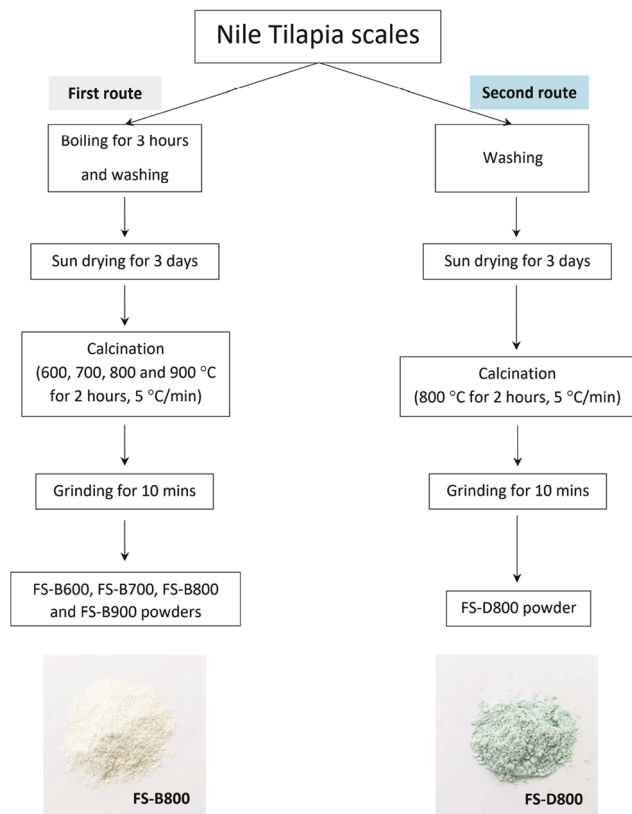 Nile Tilapia scales
First route
Second route
Boiling for 3 hours
and washing
Washing
Sun drying for 3 days
Sun drying for 3 days
Calcination
(600, 700, 800 and 900 °C
for 2 hours, 5 °C/min)
Calcination
(800 °C for 2 hours, 5 °C/min)
Grinding for 10 mins
Grinding for 10 mins
FS-B600, FS-B700, FS-B800
and FS-B900 powders
FS-D800 powder
FS-B800
FS-D800